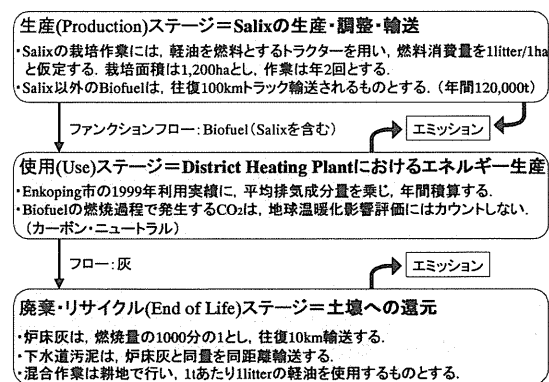 生産(Production)ステージ＝Salixの生産・調整・輸送
・Salixの栽培作業には, 軽油を燃料とするトラクターを用い, 燃料消費量を1litter/1ha
と仮定する. 栽培面積は1,200haとし, 作業は年2回とする.
・Salix以外のBiofuelは, 往復100kmトラック輸送されるものとする. (年間120,000t)
ファンクションフロー：Biofuel（Salixを含む）
エミッション
使用(Use)ステージ＝District Heating Plantにおけるエネルギー生産
・Enkoping市の1999年利用実績に, 平均排気成分量を乗じ, 年間積算する.
・Biofuelの燃焼過程で発生するCO2は, 地球温暖化影響評価にはカウントしない.
（カーボン・ニュートラル）
フロー：灰
エミッション
廃棄・リサイクル(End of Life)ステージ＝土壌への還元
・炉床灰は, 燃焼量の1000分の1とし, 往復10km輸送する.
・下水道汚泥は, 炉床灰と同量を同距離輸送する.
・混合作業は耕地で行い, 1tあたり1litterの軽油を使用するものとする.